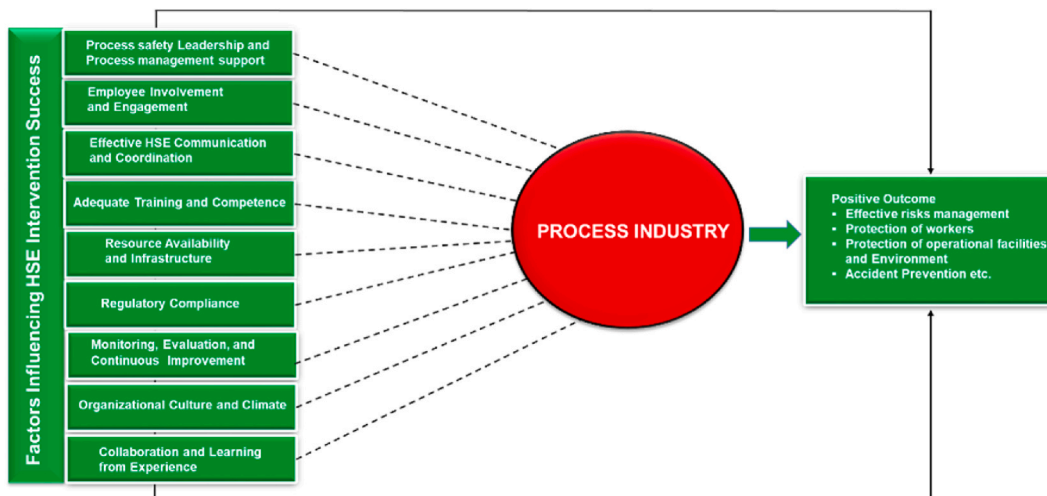 Factors Influencing HSE Intervention Success
Process safety Leadership and
Process management support
Employee Involvement
and Engagement
Effective HSE Communication
and Coordination
Adequate Training and Competence
Resource Availability
and Infrastructure
Regulatory Compliance
Monitoring, Evaluation, and
Continuous Improvement
Organizational Culture and Climate
Collaboration and Learning
from Experience
PROCESS INDUSTRY
Positive Outcome
▪ Effective risks management
▪ Protection of workers
▪ Protection of operational facilities
and Environment
▪ Accident Prevention etc.